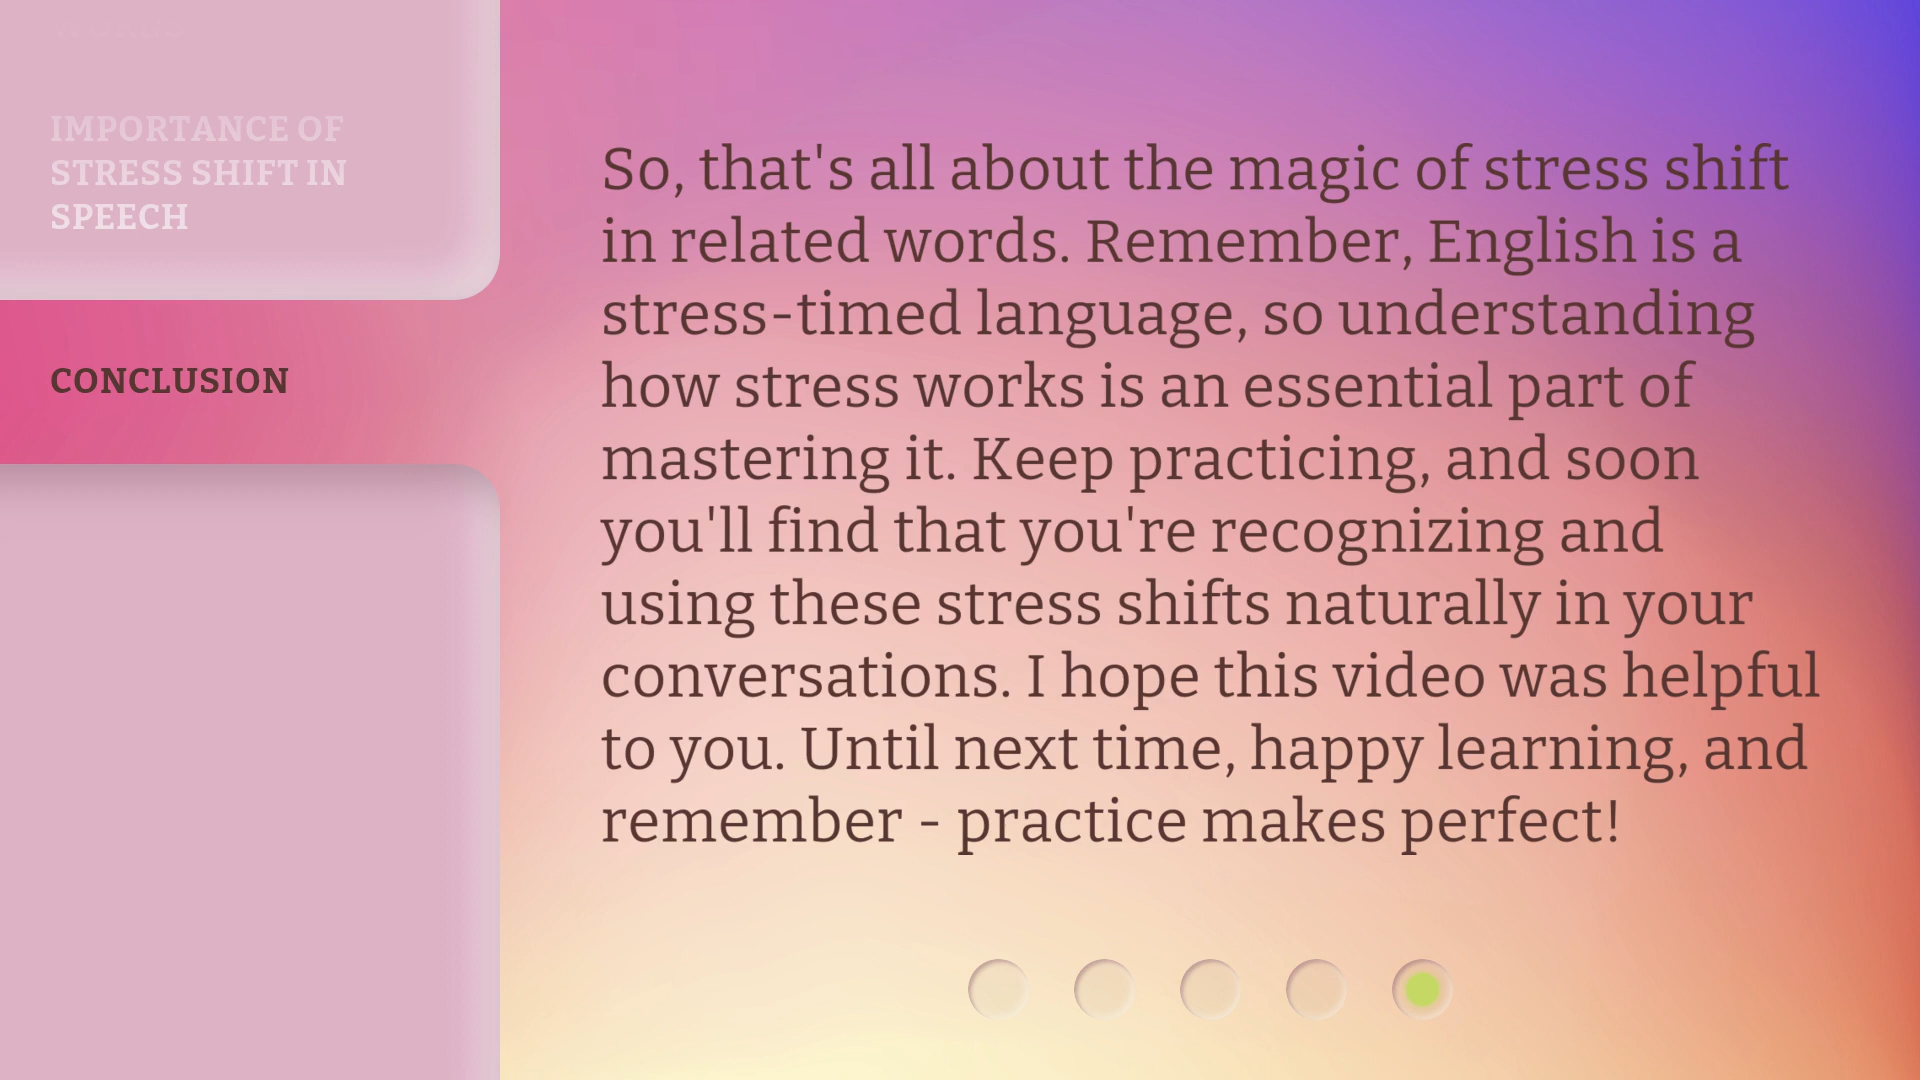 IMPORTANCE OF
STRESS SHIFT IN
SPEECH
CONCLUSION
So, that's all about the magic of stress shift
in related words. Remember, English is a
stress-timed language, so understanding
how stress works is an essential part of
mastering it. Keep practicing, and soon
you'll find that you're recognizing and
using these stress shifts naturally in your
conversations. I hope this video was helpful
to you. Until next time, happy learning, and
remember - practice makes perfect!